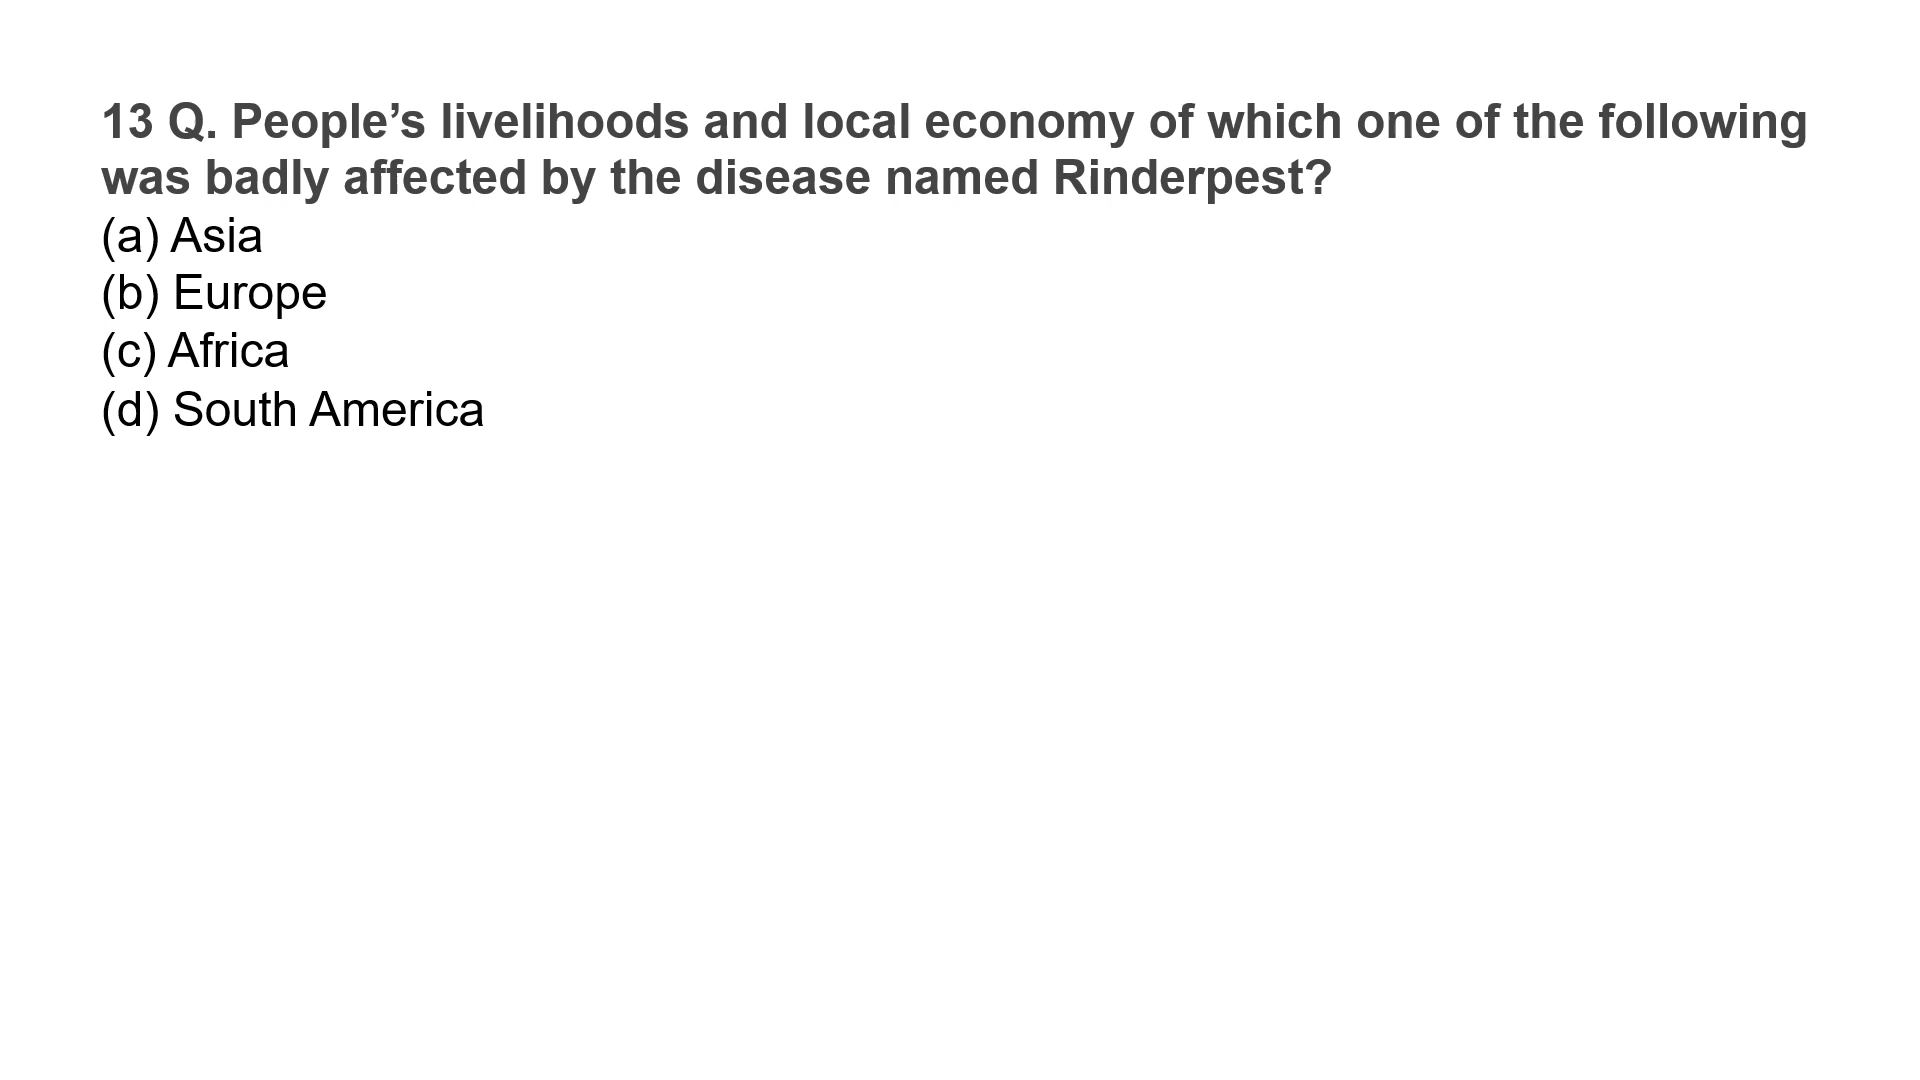 13 Q. People’s livelihoods and local economy of which one of the following
was badly affected by the disease named Rinderpest?
(a) Asia
(b) Europe
(c) Africa
(d) South America